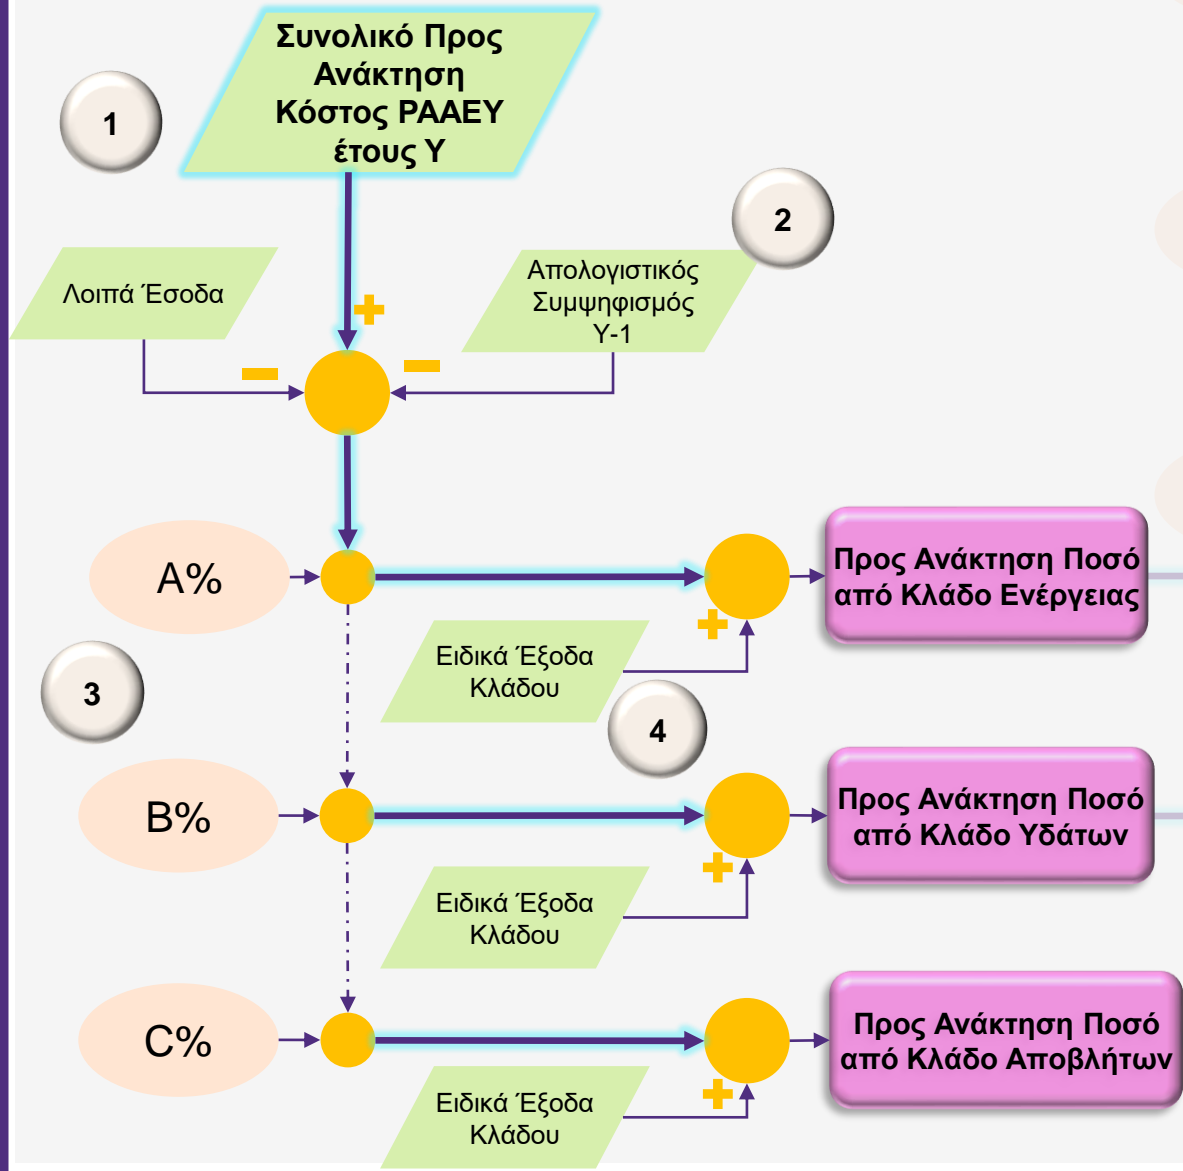 Συνολικό Προς
Ανάκτηση
Κόστος ΡΑΑΕΥ
έτους Υ
1
2
Λοιπά Έσοδα
Απολογιστικός
Συμψηφισμός
Υ-1
A%
Προς Ανάκτηση Ποσό
από Κλάδο Ενέργειας
Ειδικά Έξοδα
Κλάδου
3
4
B%
Προς Ανάκτηση Ποσό
από Κλάδο Υδάτων
Ειδικά Έξοδα
Κλάδου
C%
Προς Ανάκτηση Ποσό
από Κλάδο Αποβλήτων
Ειδικά Έξοδα
Κλάδου